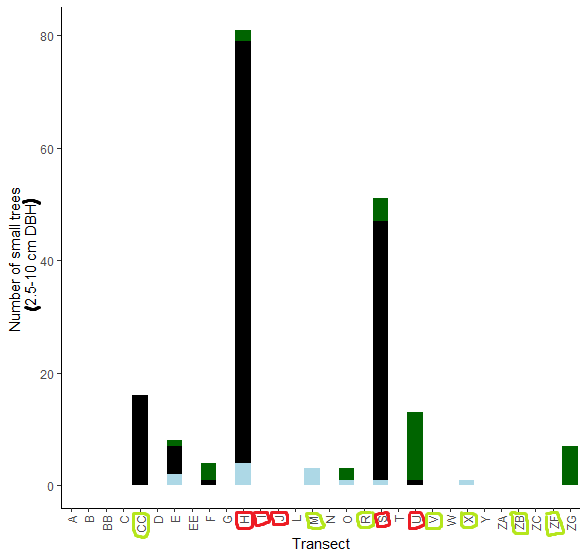 80
60
40
20
0
Number of small trees
(2.5-10 cm DBH)
A B BB C CC D E EE F G H I J L M N O R S T U V W X Y ZA ZB ZC ZF ZG
Transect